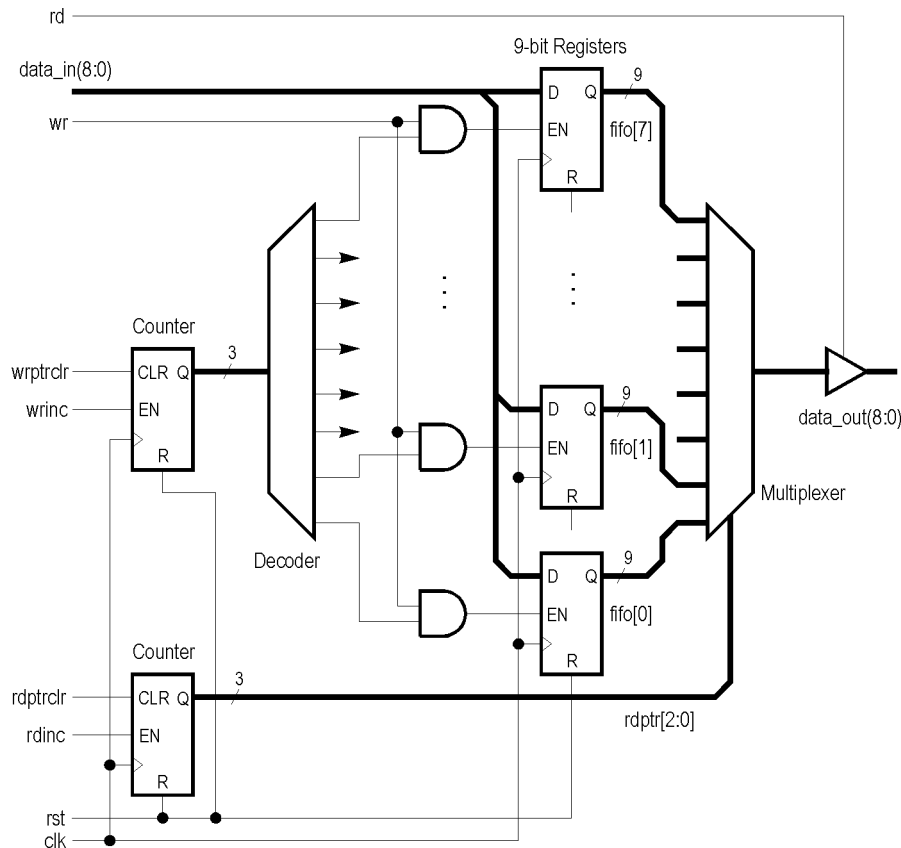 rd
9-bit Registers
data_in(8:0)
9
D Q
wr
EN
fifo[7]
R
Counter
3
9
wrptrclr
CLR Q
D Q
wrinc
EN
data_out(8:0)
EN
fifo[1]
R
R
Multiplexer
Decoder
9
D Q
EN
fifo[0]
Counter
R
3
rdptrclr
CLR Q
rdptr[2:0]
rdinc
EN
R
rst
clk